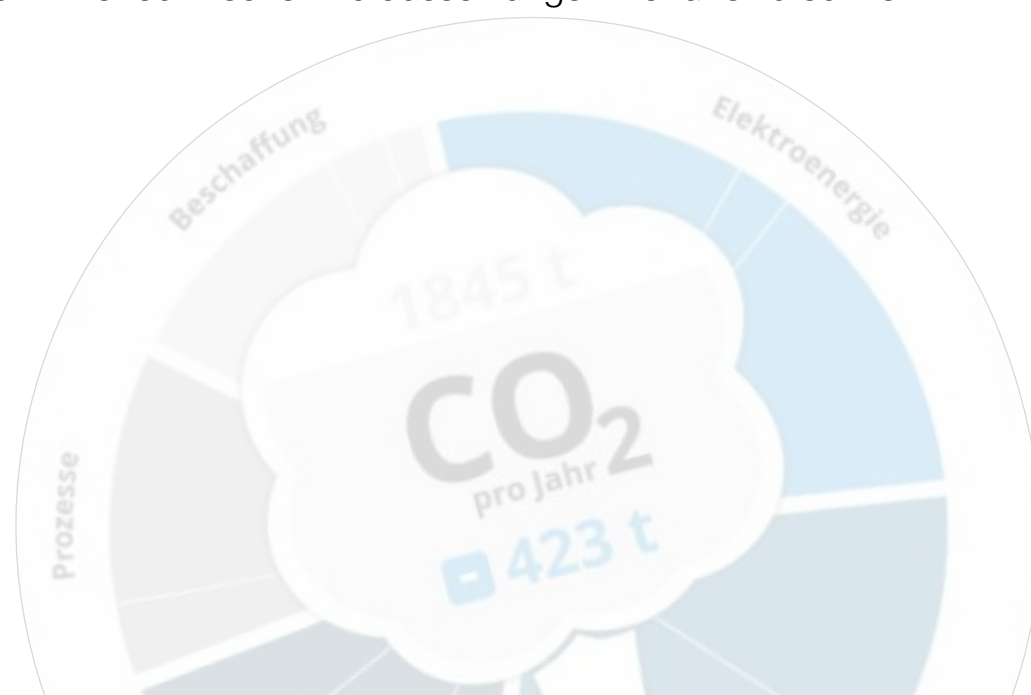 Beschaffung
Elektroenergie
Prozesse
1845 t
CO₂
pro Jahr
- 423 t